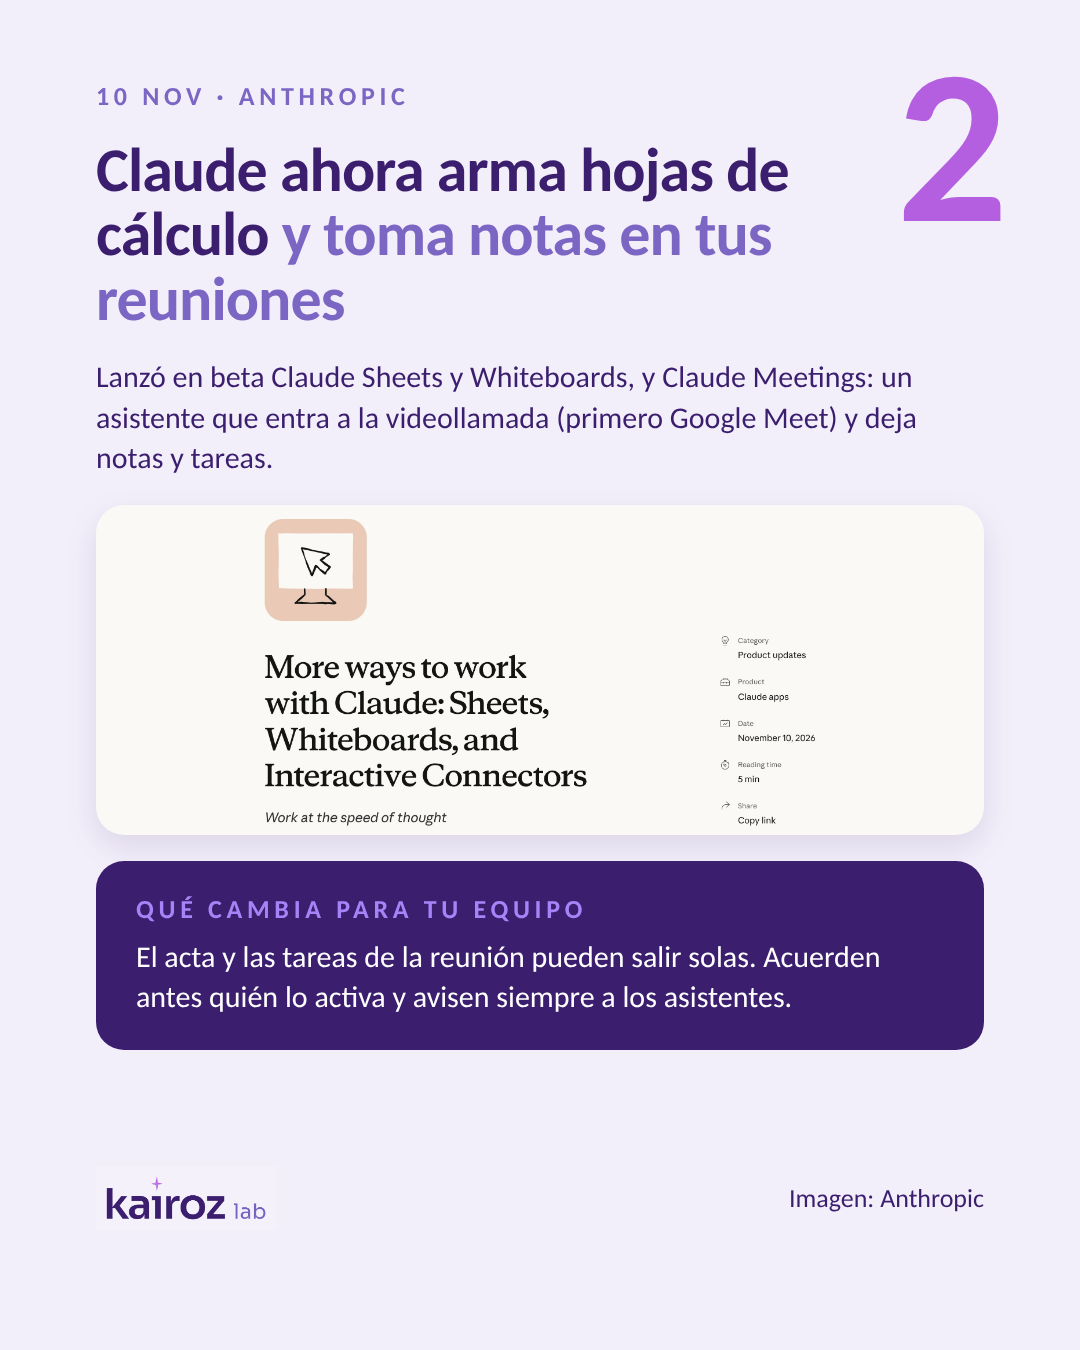 10 NOV · ANTHROPIC
2
Claude ahora arma hojas de
cálculo y toma notas en tus
reuniones
Lanzó en beta Claude Sheets y Whiteboards, y Claude Meetings: un
asistente que entra a la videollamada (primero Google Meet) y deja
notas y tareas.
More ways to work
with Claude: Sheets,
Whiteboards, and
Interactive Connectors
Work at the speed of thought
Category
Product updates
Product
Claude apps
Date
November 10, 2026
Reading time
5 min
Share
Copy link
QUÉ CAMBIA PARA TU EQUIPO
El acta y las tareas de la reunión pueden salir solas. Acuerden
antes quién lo activa y avisen siempre a los asistentes.
kairoz lab
Imagen: Anthropic